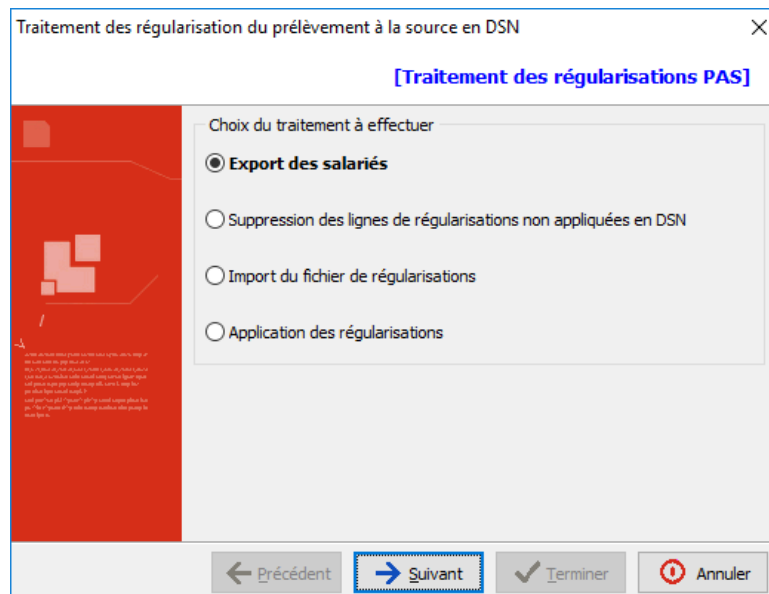 Traitement des régularisation du prélèvement à la source en DSN
[Traitement des régularisations PAS]
Choix du traitement à effectuer
Export des salariés
Suppression des lignes de régularisations non appliquées en DSN
Import du fichier de régularisations
Application des régularisations
Précédent
Suivant
Terminer
Annuler